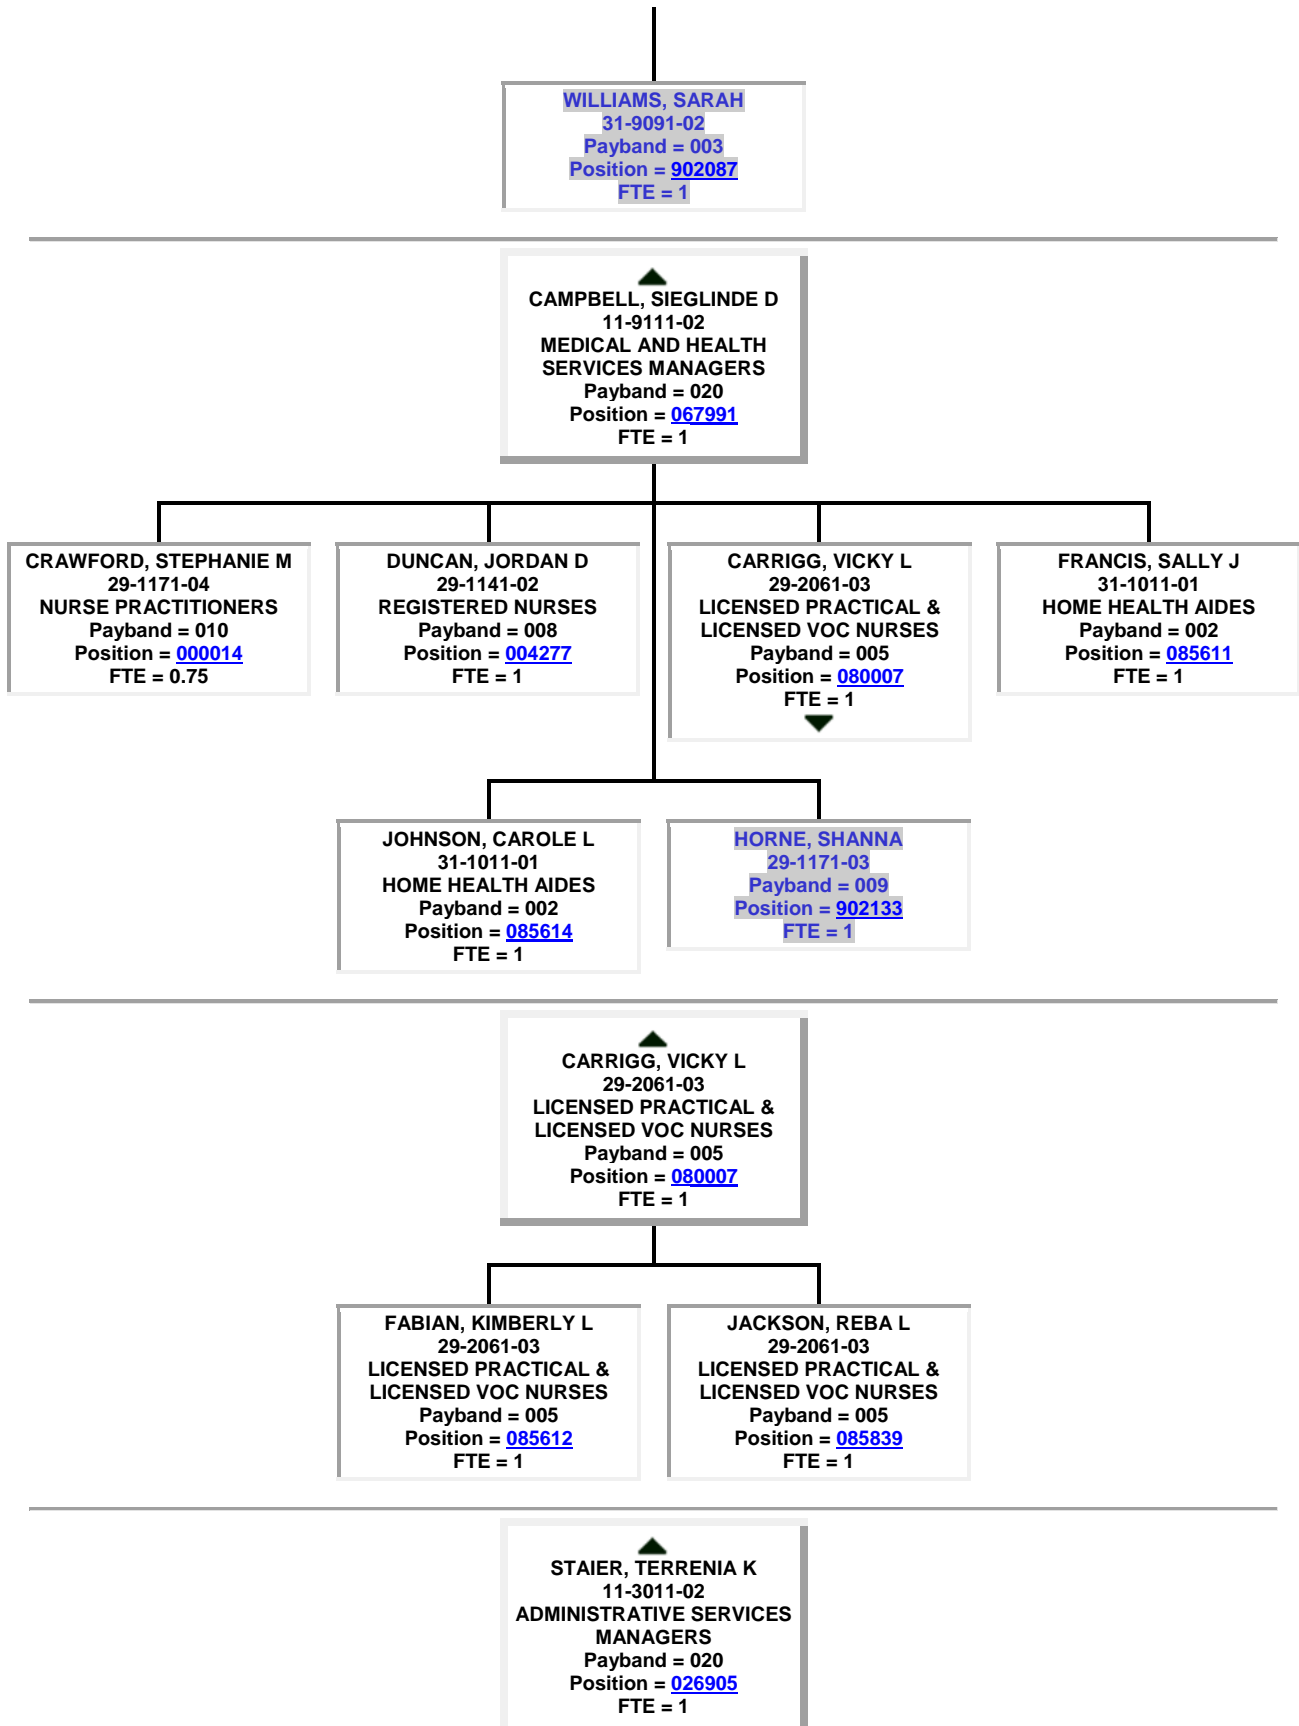 WILLIAMS, SARAH
31-9091-02
Payband = 003
Position = 902087
FTE = 1
CAMPBELL, SIEGLINDE D
11-9111-02
MEDICAL AND HEALTH
SERVICES MANAGERS
Payband = 020
Position = 067991
FTE = 1
CRAWFORD, STEPHANIE M
29-1171-04
NURSE PRACTITIONERS
Payband = 010
Position = 000014
FTE = 0.75
DUNCAN, JORDAN D
29-1141-02
REGISTERED NURSES
Payband = 008
Position = 004277
FTE = 1
CARRIGG, VICKY L
29-2061-03
LICENSED PRACTICAL &
LICENSED VOC NURSES
Payband = 005
Position = 080007
FTE = 1
FRANCIS, SALLY J
31-1011-01
HOME HEALTH AIDES
Payband = 002
Position = 085611
FTE = 1
JOHNSON, CAROLE L
31-1011-01
HOME HEALTH AIDES
Payband = 002
Position = 085614
FTE = 1
HORNE, SHANNA
29-1171-03
Payband = 009
Position = 902133
FTE = 1
CARRIGG, VICKY L
29-2061-03
LICENSED PRACTICAL &
LICENSED VOC NURSES
Payband = 005
Position = 080007
FTE = 1
FABIAN, KIMBERLY L
29-2061-03
LICENSED PRACTICAL &
LICENSED VOC NURSES
Payband = 005
Position = 085612
FTE = 1
JACKSON, REBA L
29-2061-03
LICENSED PRACTICAL &
LICENSED VOC NURSES
Payband = 005
Position = 085839
FTE = 1
STAIER, TERRENIA K
11-3011-02
ADMINISTRATIVE SERVICES
MANAGERS
Payband = 020
Position = 026905
FTE = 1